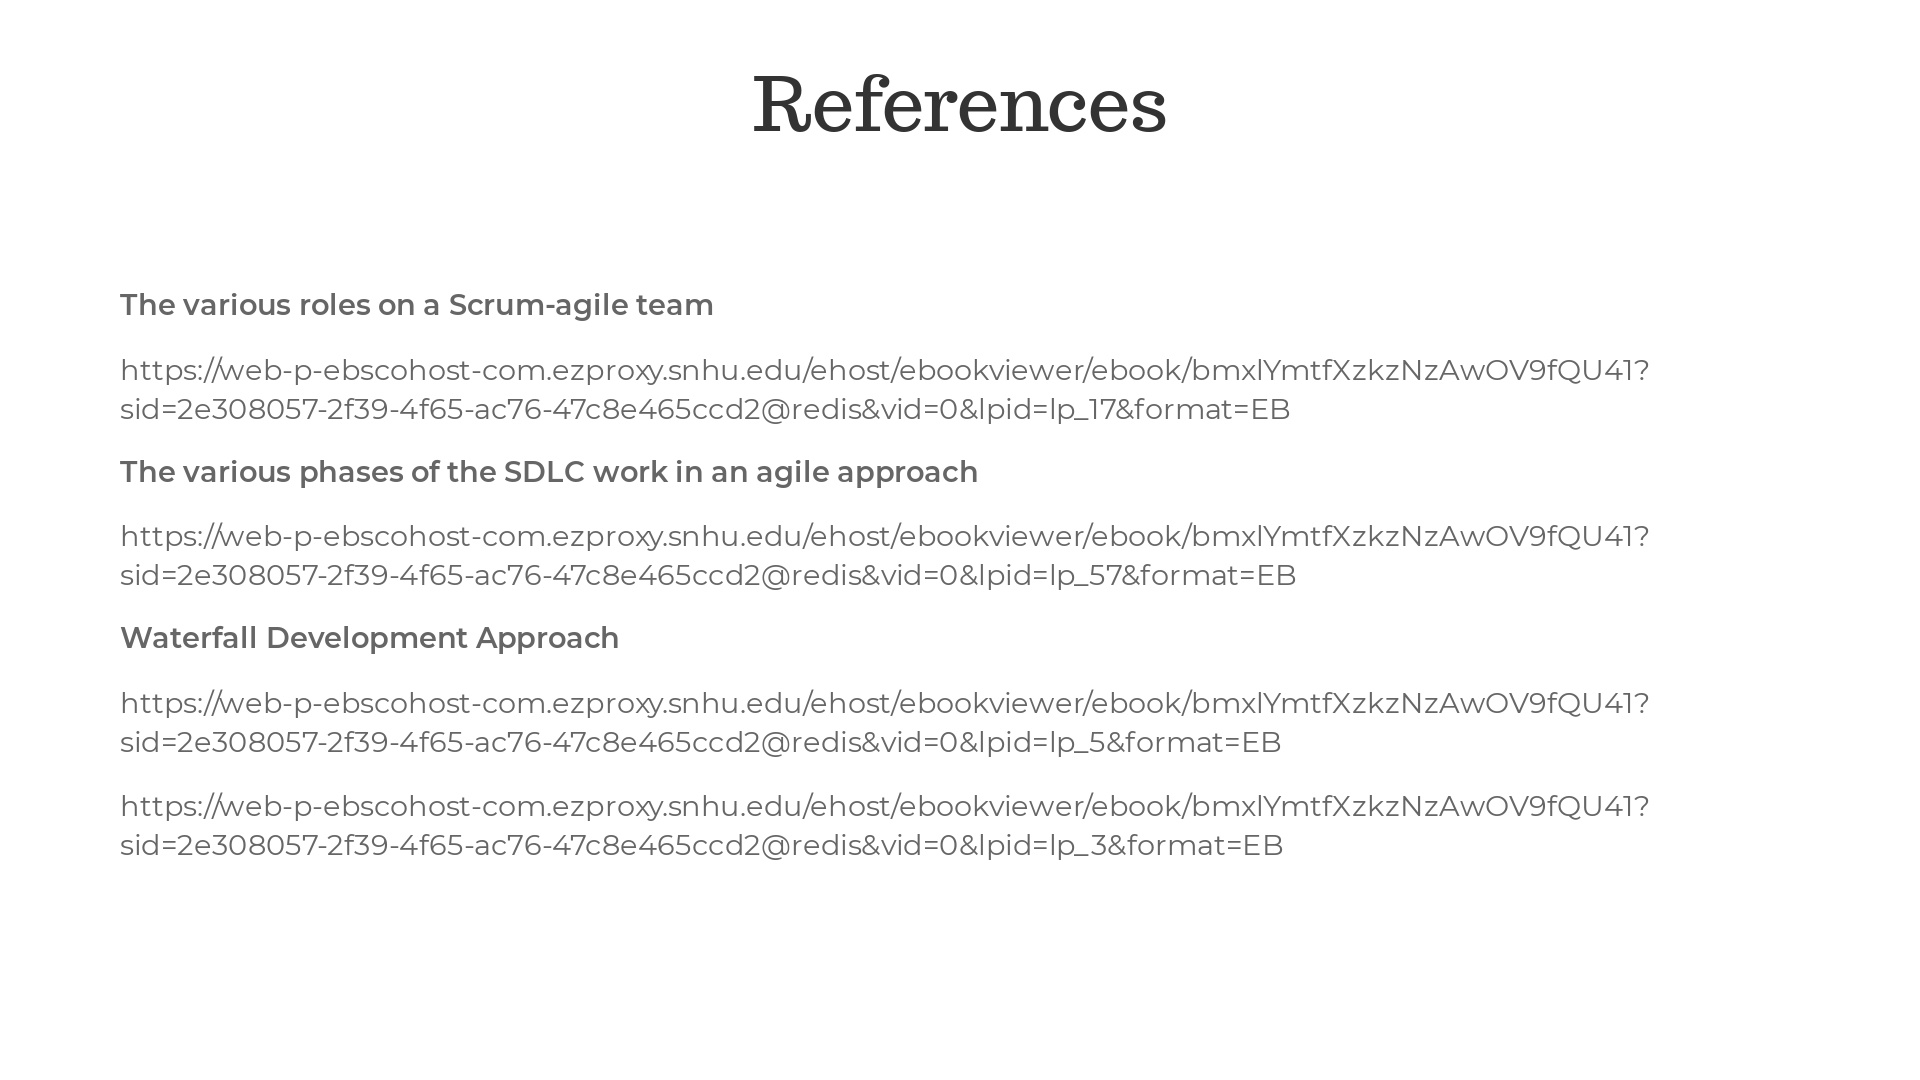 References
The various roles on a Scrum-agile team
https://web-p-ebscohost-com.ezproxy.snhu.edu/ehost/ebookviewer/ebook/bmxlYmtfXzkzNzAwOV9fQU41?
sid=2e308057-2f39-4f65-ac76-47c8e465ccd2@redis&vid=0&lpid=lp_17&format=EB
The various phases of the SDLC work in an agile approach
https://web-p-ebscohost-com.ezproxy.snhu.edu/ehost/ebookviewer/ebook/bmxlYmtfXzkzNzAwOV9fQU41?
sid=2e308057-2f39-4f65-ac76-47c8e465ccd2@redis&vid=0&lpid=lp_57&format=EB
Waterfall Development Approach
https://web-p-ebscohost-com.ezproxy.snhu.edu/ehost/ebookviewer/ebook/bmxlYmtfXzkzNzAwOV9fQU41?
sid=2e308057-2f39-4f65-ac76-47c8e465ccd2@redis&vid=0&lpid=lp_5&format=EB
https://web-p-ebscohost-com.ezproxy.snhu.edu/ehost/ebookviewer/ebook/bmxlYmtfXzkzNzAwOV9fQU41?
sid=2e308057-2f39-4f65-ac76-47c8e465ccd2@redis&vid=0&lpid=lp_3&format=EB